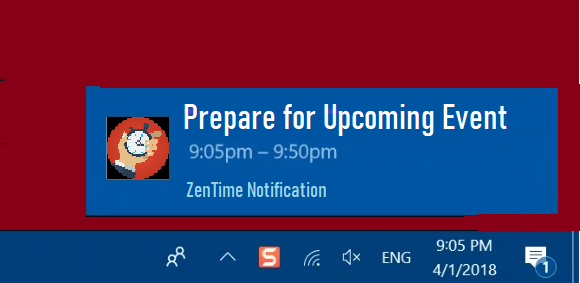 Prepare for Upcoming Event
9:05pm – 9:50pm
ZenTime Notification
S
ENG
9:05 PM
4/1/2018
1